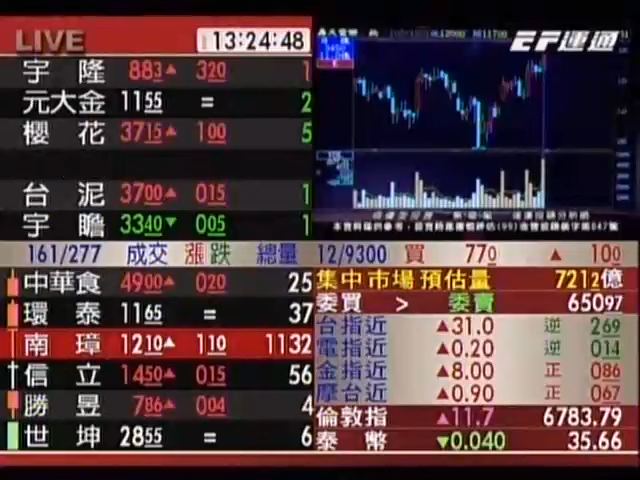 LIVE 13:24:48
宇隆 883▲ 320 1
元大金 1155 = 2
櫻花 3715▲ 100 5
台泥 3700▲ 015 1
宇瞻 3340▼ 005 1
161/277 成交 漲跌 總量
中華食 4900▲ 020 25
環泰 1165 = 37
南璋 1210▲ 110 1132
信立 1450▲ 015 56
勝昱 786▲ 004 4
世坤 2855 = 6
EF運通
12/9300 買 770 ▲ 100
集中市場預估量 7212億
委買 > 委賣 65097
台指近 ▲31.0 逆 269
電指近 ▲0.20 逆 014
金指近 ▲8.00 正 086
摩台近 ▲0.90 正 067
倫敦指 ▲11.7 6783.79
泰幣 ▼0.040 35.66